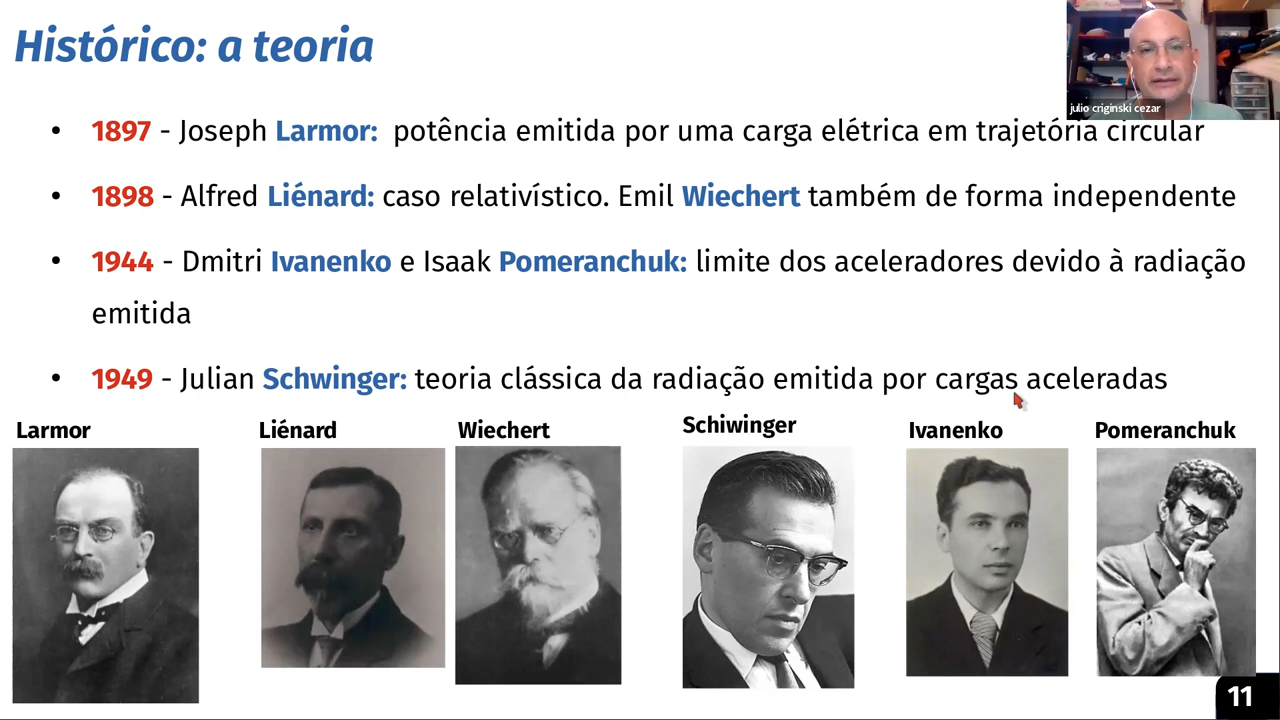 Histórico: a teoria
julio criginski cezar
• 1897 - Joseph Larmor: potência emitida por uma carga elétrica em trajetória circular
• 1898 - Alfred Liénard: caso relativístico. Emil Wiechert também de forma independente
• 1944 - Dmitri Ivanenko e Isaak Pomeranchuk: limite dos aceleradores devido à radiação
emitida
• 1949 - Julian Schwinger: teoria clássica da radiação emitida por cargas aceleradas
Larmor
Liénard
Wiechert
Schiwinger
Ivanenko
Pomeranchuk
11